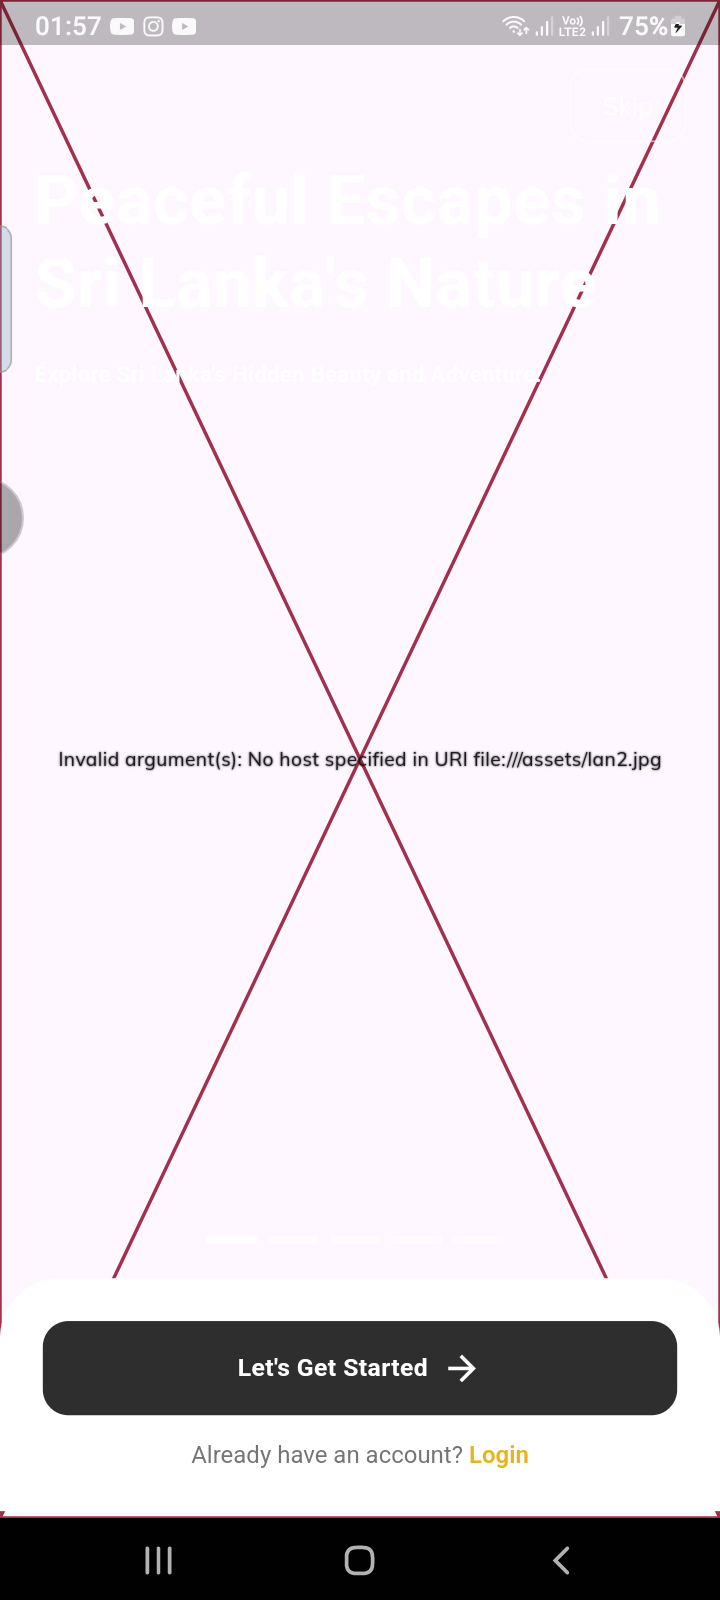 01:57
Vo))
LTE2
75%
Skip
Peaceful Escapes in
Sri Lanka's Nature
Explore Sri Lanka's Hidden Beauty and Adventure.
Invalid argument(s): No host specified in URI file:///assets/lan2.jpg
Let's Get Started
Already have an account? Login